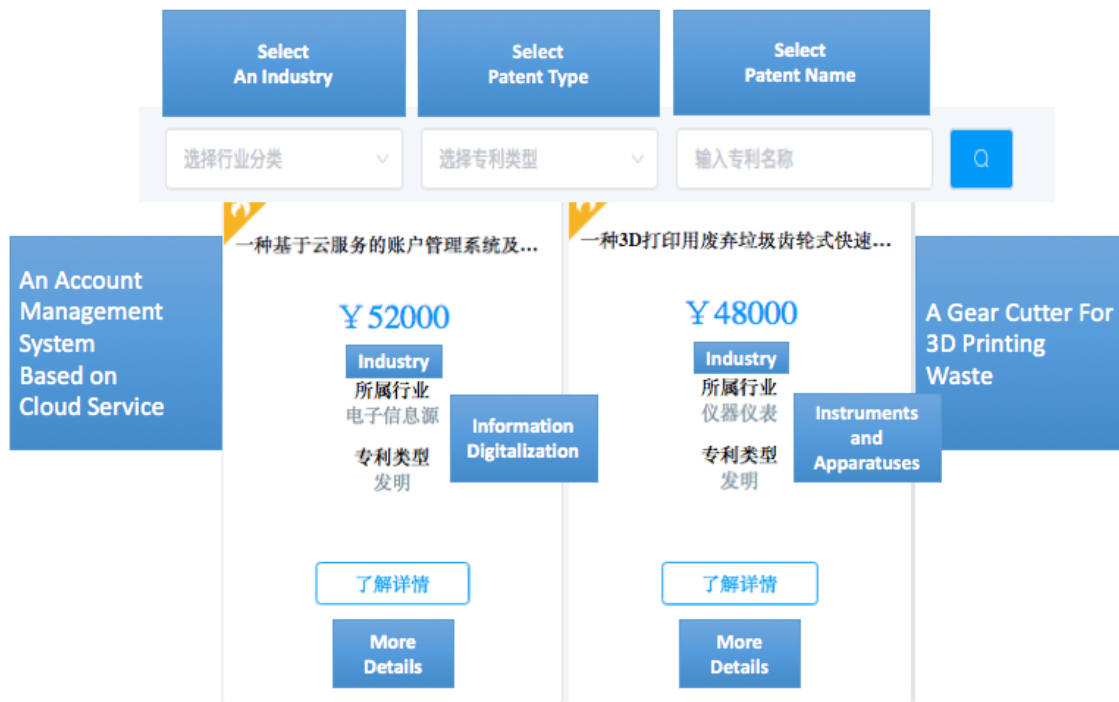 Select
An Industry
Select
Patent Type
Select
Patent Name
选择行业分类
选择专利类型
输入专利名称
An Account
Management
System
Based on
Cloud Service
一种基于云服务的账户管理系统及...
￥52000
Industry
所属行业
电子信息源
Information
Digitalization
专利类型
发明
了解详情
More
Details
一种3D打印用废弃垃圾齿轮式快速...
￥48000
Industry
所属行业
仪器仪表
Instruments
and
Apparatuses
专利类型
发明
了解详情
More
Details
A Gear Cutter For
3D Printing
Waste